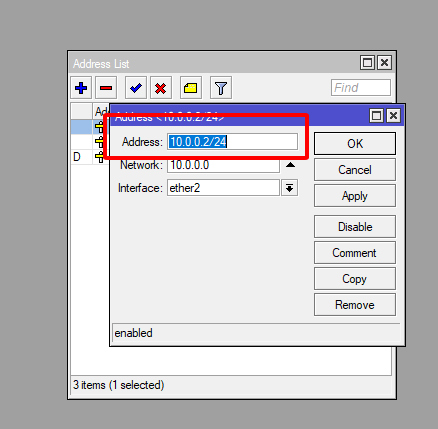 Address List
Find
Ad
Address <10.0.0.2/24>
Address: 10.0.0.2/24
OK
Network: 10.0.0.0
Cancel
D
Interface: ether2
Apply
Disable
Comment
Copy
Remove
enabled
3 items (1 selected)